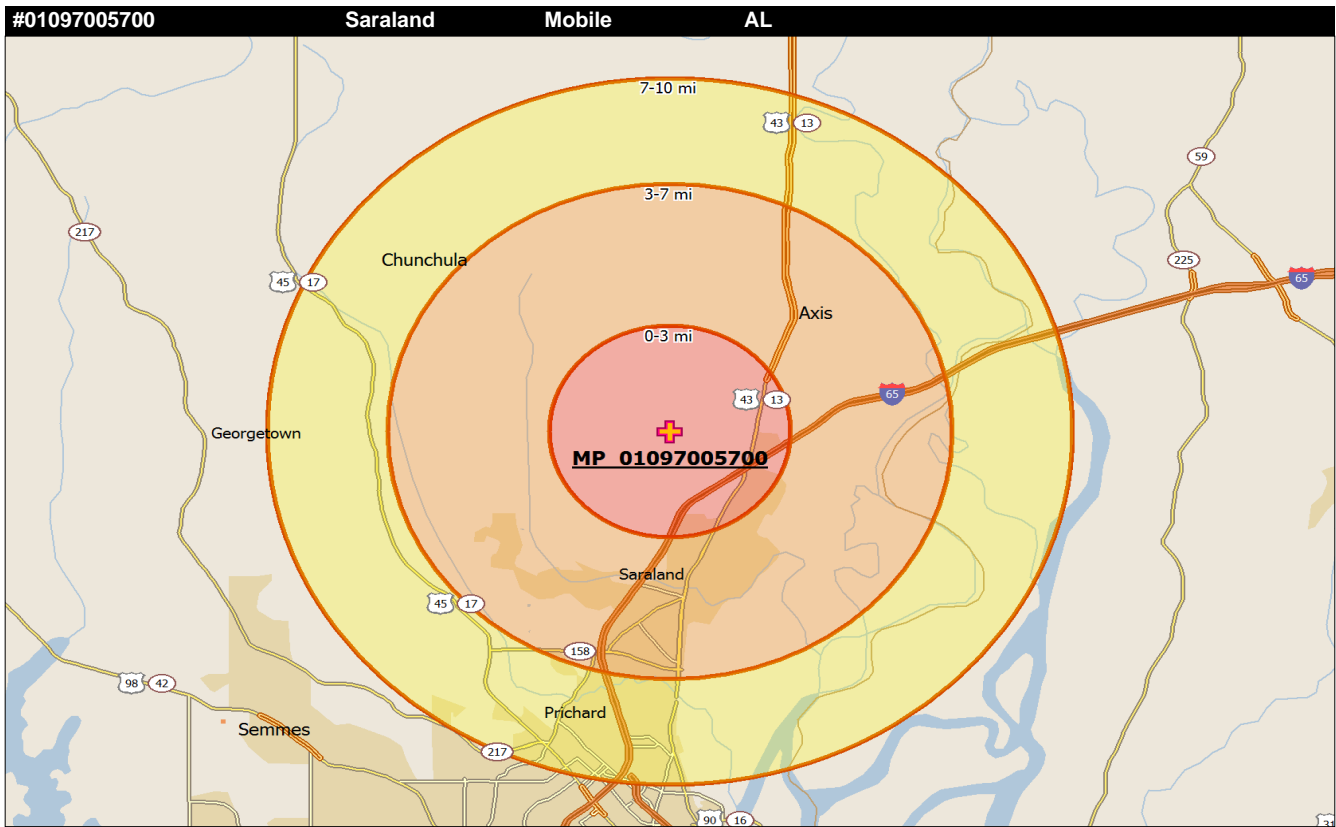 #01097005700 Saraland Mobile AL
7-10 mi
43 13
59
3-7 mi
217
Chunchula
225
45 17
65
Axis
0-3 mi
65
43 13
Georgetown
MP 01097005700
Saraland
45 17
158
98 42
Prichard
Semmes
217
90 16
31